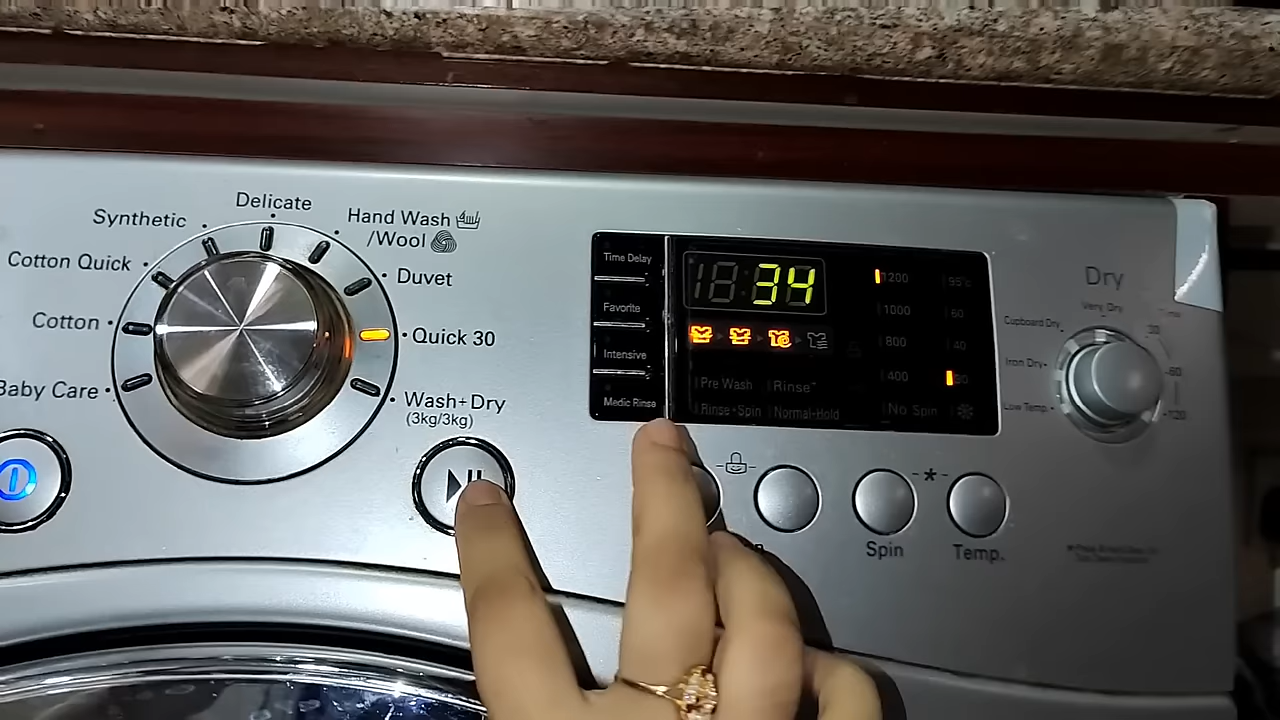 Delicate
Synthetic
Hand Wash
/Wool
Cotton Quick
Duvet
Cotton
Quick 30
Baby Care
Wash+Dry
(3kg/3kg)
Time Delay
Favorite
Intensive
Medic Rinse
34
1200
95°c
1000
60
800
40
400
30
Pre Wash
Rinse+
Rinse+Spin
Normal+Hold
No Spin
Dry
Very Dry
Cupboard Dry
30
Iron Dry
60
Low Temp.
120
*
Spin
Temp.